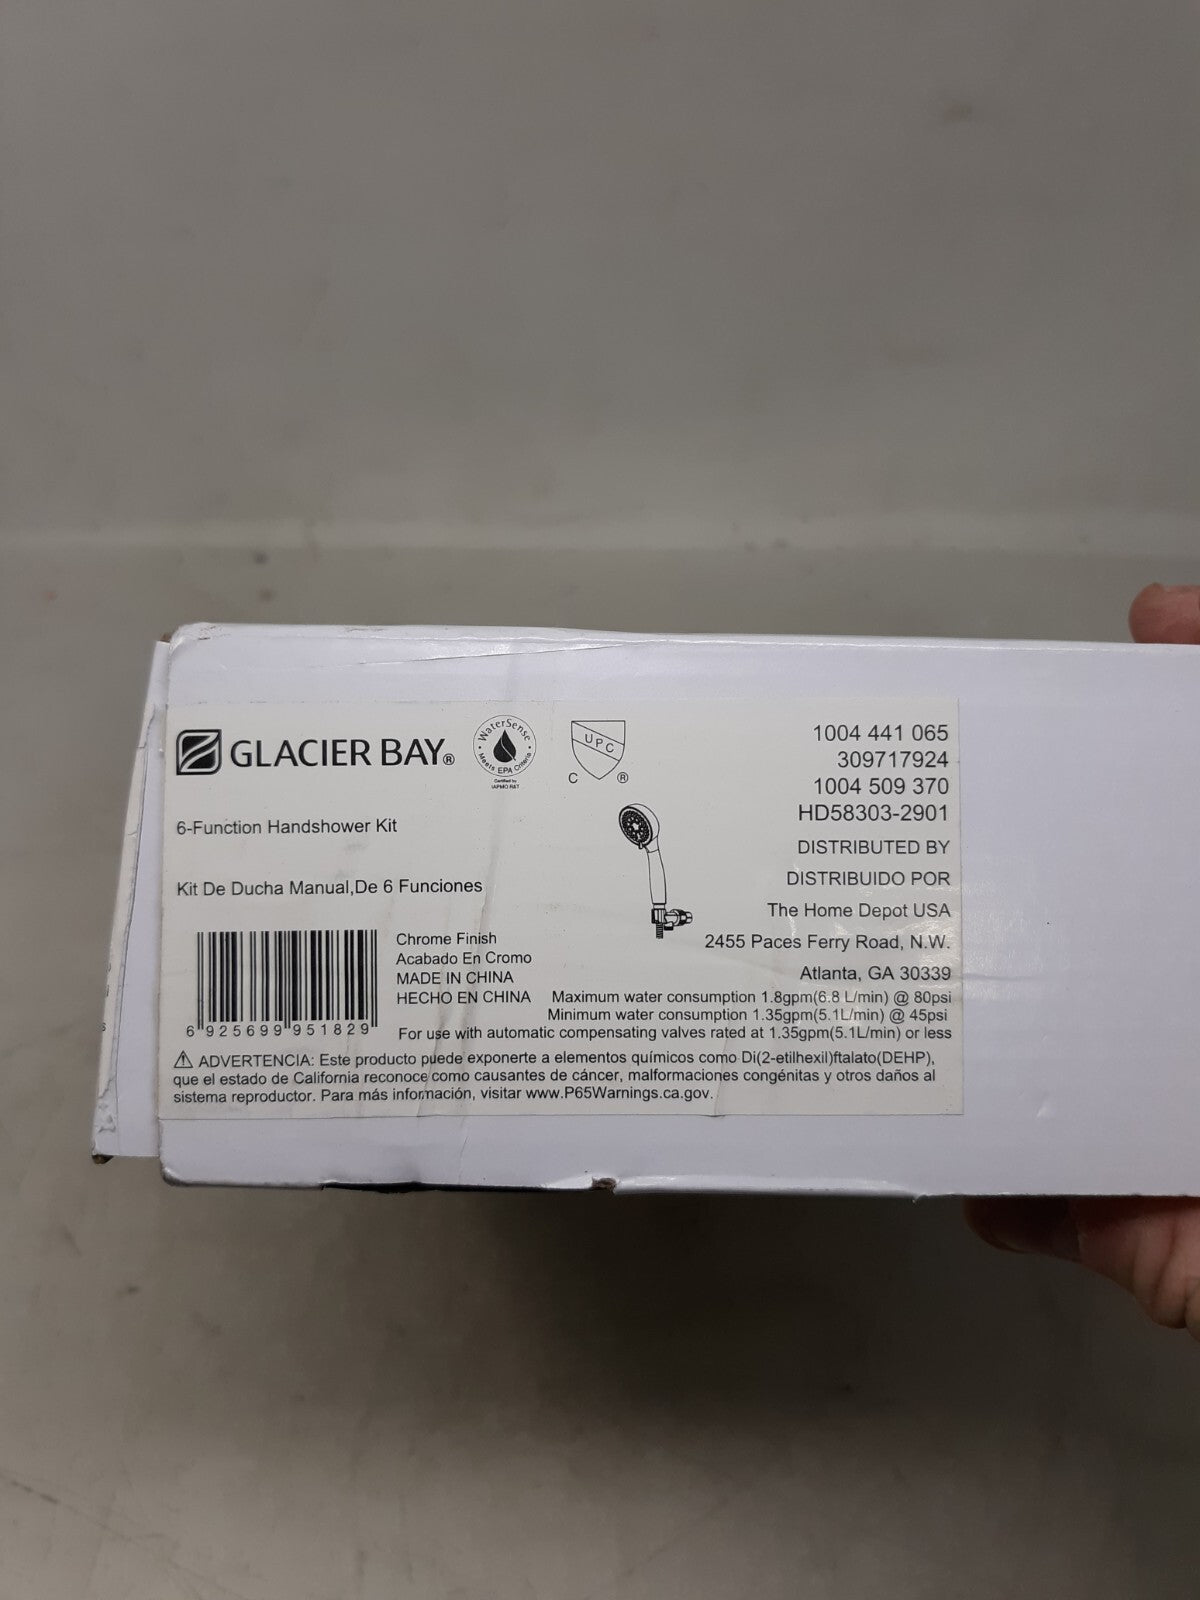 GLACIER BAY®
WaterSense
Meets EPA Criteria
Certified by
IAPMO R&T
UPC
C ®
1004 441 065
309717924
1004 509 370
HD58303-2901
6-Function Handshower Kit
Kit De Ducha Manual,De 6 Funciones
DISTRIBUTED BY
DISTRIBUIDO POR
The Home Depot USA
2455 Paces Ferry Road, N.W.
Atlanta, GA 30339
Chrome Finish
Acabado En Cromo
MADE IN CHINA
HECHO EN CHINA
6 925699 951829
Maximum water consumption 1.8gpm(6.8 L/min) @ 80psi
Minimum water consumption 1.35gpm(5.1L/min) @ 45psi
For use with automatic compensating valves rated at 1.35gpm(5.1L/min) or less
⚠ ADVERTENCIA: Este producto puede exponerte a elementos químicos como Di(2-etilhexil)ftalato(DEHP),
que el estado de California reconoce como causantes de cáncer, malformaciones congénitas y otros daños al
sistema reproductor. Para más información, visitar www.P65Warnings.ca.gov.